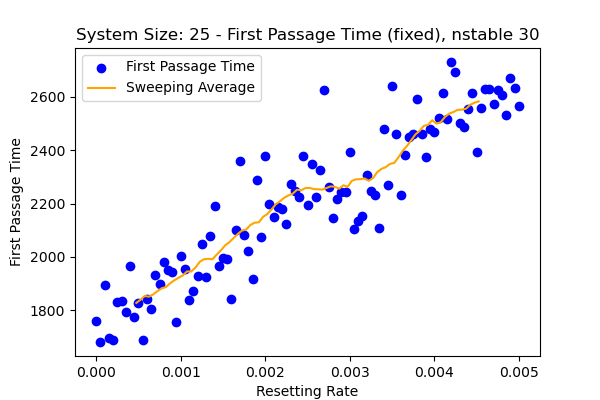 System Size: 25 - First Passage Time (fixed), nstable 30
First Passage Time
Sweeping Average
First Passage Time
2600
2400
2200
2000
1800
0.000
0.001
0.002
0.003
0.004
0.005
Resetting Rate